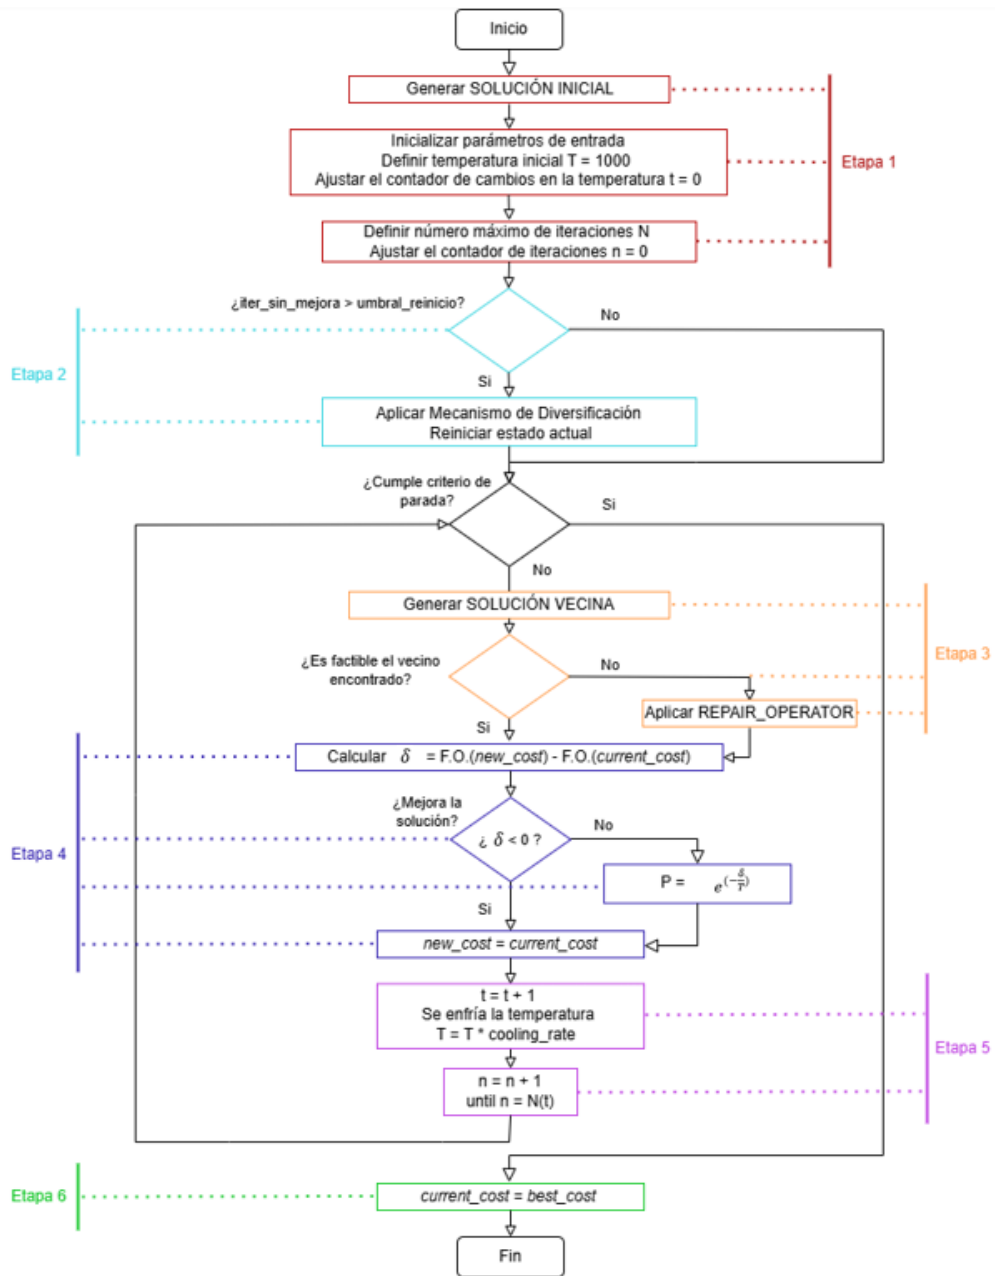 Inicio
Generar SOLUCIÓN INICIAL
Inicializar parámetros de entrada
Definir temperatura inicial T = 1000
Ajustar el contador de cambios en la temperatura t = 0
Etapa 1
Definir número máximo de iteraciones N
Ajustar el contador de iteraciones n = 0
¿iter_sin_mejora > umbral_reinicio?
No
Etapa 2
Si
Aplicar Mecanismo de Diversificación
Reiniciar estado actual
¿Cumple criterio de
parada?
Si
No
Generar SOLUCIÓN VECINA
¿Es factible el vecino
encontrado?
No
Etapa 3
Aplicar REPAIR_OPERATOR
Si
Calcular δ = F.O.(new_cost) - F.O.(current_cost)
¿Mejora la
solución?
No
¿ δ < 0 ?
Etapa 4
P = e^(-δ/T)
Si
new_cost = current_cost
t = t + 1
Se enfría la temperatura
T = T * cooling_rate
Etapa 5
n = n + 1
until n = N(t)
Etapa 6
current_cost = best_cost
Fin